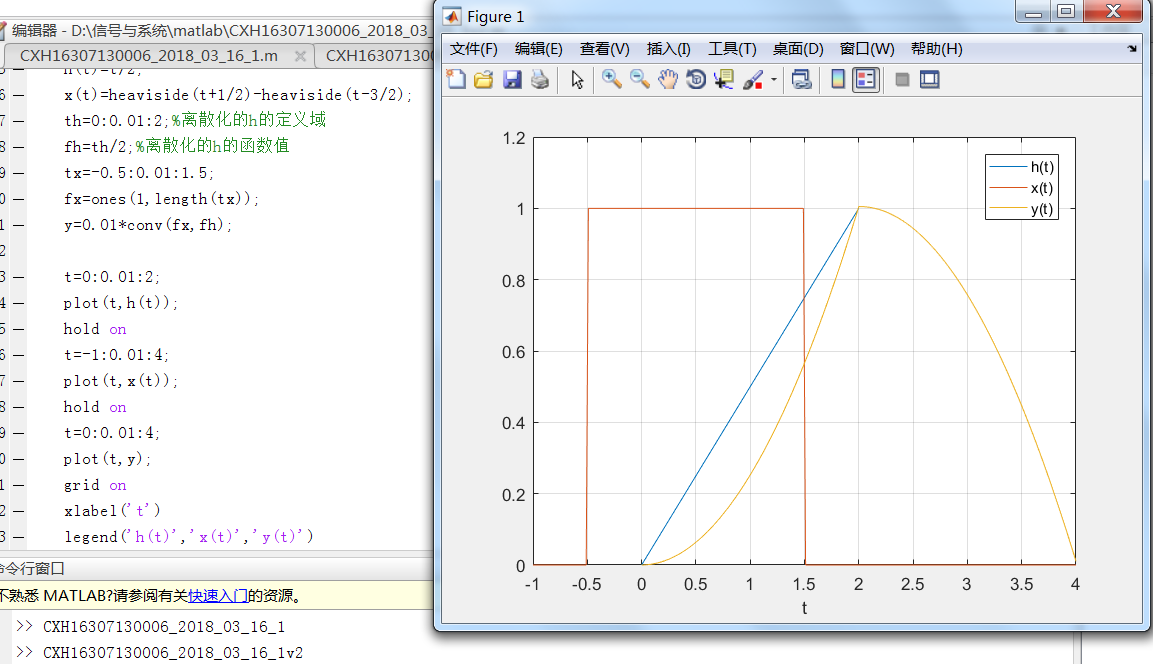 编辑器 - D:\信号与系统\matlab\CXH16307130006_2018_03_
CXH16307130006_2018_03_16_1.m
CXH1630713000
h(t)=t/2;
6 — x(t)=heaviside(t+1/2)-heaviside(t-3/2);
7 — th=0:0.01:2;%离散化的h的定义域
8 — fh=th/2;%离散化的h的函数值
9 — tx=-0.5:0.01:1.5;
0 — fx=ones(1,length(tx));
1 — y=0.01*conv(fx,fh);
2
3 — t=0:0.01:2;
4 — plot(t,h(t));
5 — hold on
6 — t=-1:0.01:4;
7 — plot(t,x(t));
8 — hold on
9 — t=0:0.01:4;
0 — plot(t,y);
1 — grid on
2 — xlabel('t')
3 — legend('h(t)','x(t)','y(t)')
命令行窗口
不熟悉 MATLAB?请参阅有关快速入门的资源。
>> CXH16307130006_2018_03_16_1
>> CXH16307130006_2018_03_16_1v2
Figure 1
文件(F) 编辑(E) 查看(V) 插入(I) 工具(T) 桌面(D) 窗口(W) 帮助(H)
1.2
1
0.8
0.6
0.4
0.2
0
-1 -0.5 0 0.5 1 1.5 2 2.5 3 3.5 4
t
h(t)
x(t)
y(t)